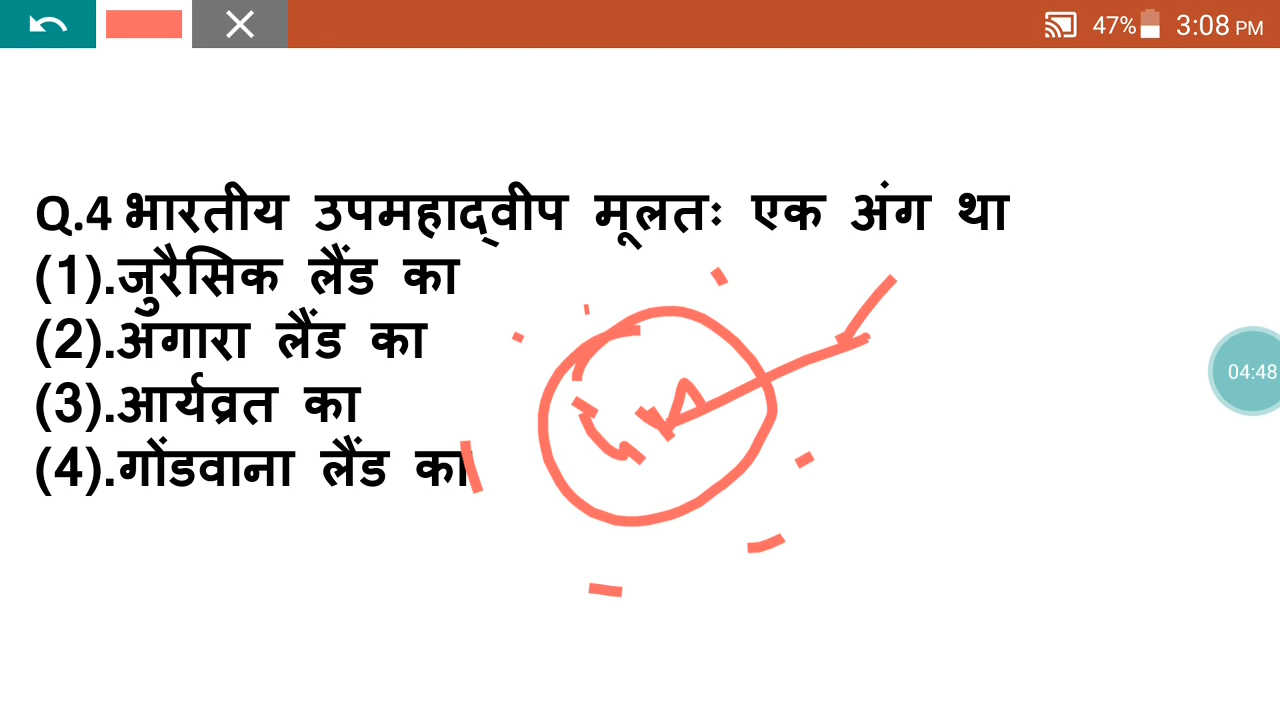 47% 3:08 PM
Q.4 भारतीय उपमहाद्वीप मूलतः एक अंग था
(1).जुरैसिक लैंड का
(2).अंगारा लैंड का
04:48
(3).आर्यव्रत का
(4).गोंडवाना लैंड का